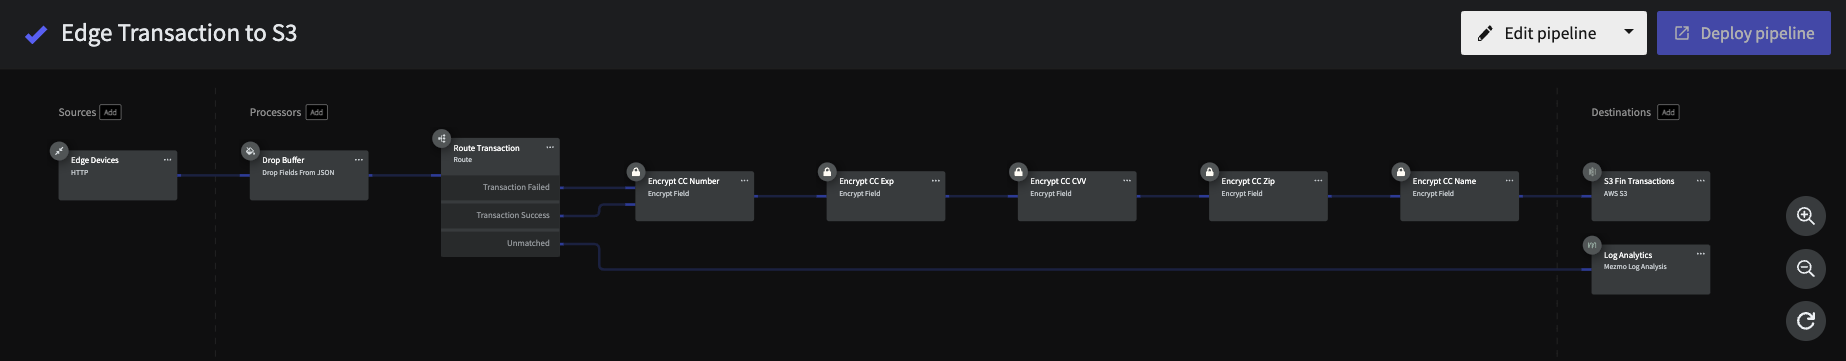 Edge Transaction to S3
Edit pipeline
Deploy pipeline
Sources Add
Processors Add
Destinations Add
Edge Devices
HTTP
Drop Buffer
Drop Fields From JSON
Route Transaction
Route
Transaction Failed
Transaction Success
Unmatched
Encrypt CC Number
Encrypt Field
Encrypt CC Exp
Encrypt Field
Encrypt CC CVV
Encrypt Field
Encrypt CC Zip
Encrypt Field
Encrypt CC Name
Encrypt Field
S3 Fin Transactions
AWS S3
Log Analytics
Mezmo Log Analysis